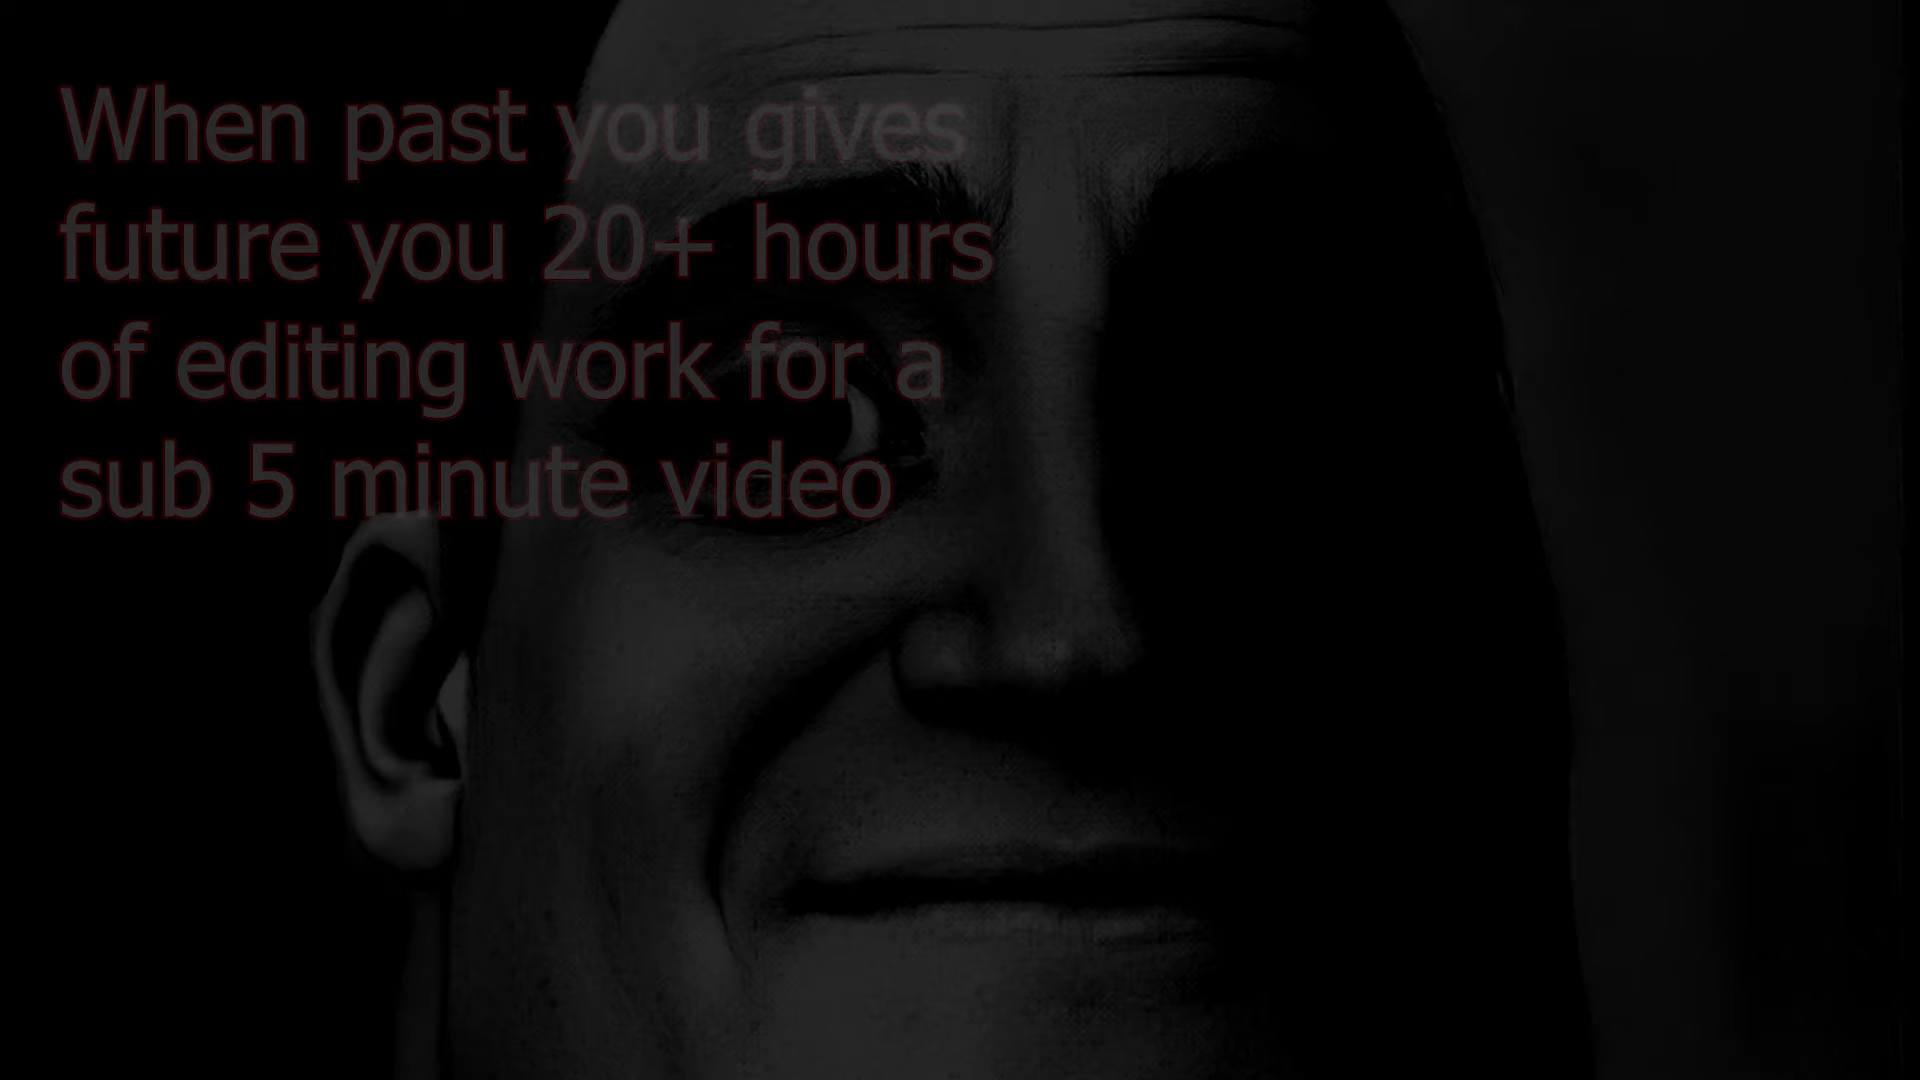 When past you gives
future you 20+ hours
of editing work for a
sub 5 minute video